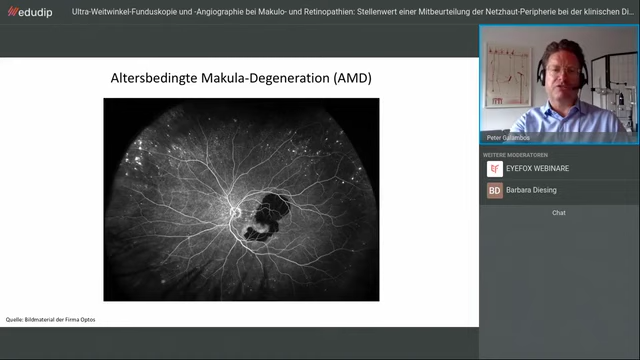 edudip
Ultra-Weitwinkel-Funduskopie und -Angiographie bei Makulo- und Retinopathien: Stellenwert einer Mitbeurteilung der Netzhaut-Peripherie bei der klinischen Di...
Altersbedingte Makula-Degeneration (AMD)
Quelle: Bildmaterial der Firma Optos
Peter Galambos
WEITERE MODERATOREN
EYEFOX WEBINARE
BD Barbara Diesing
Chat